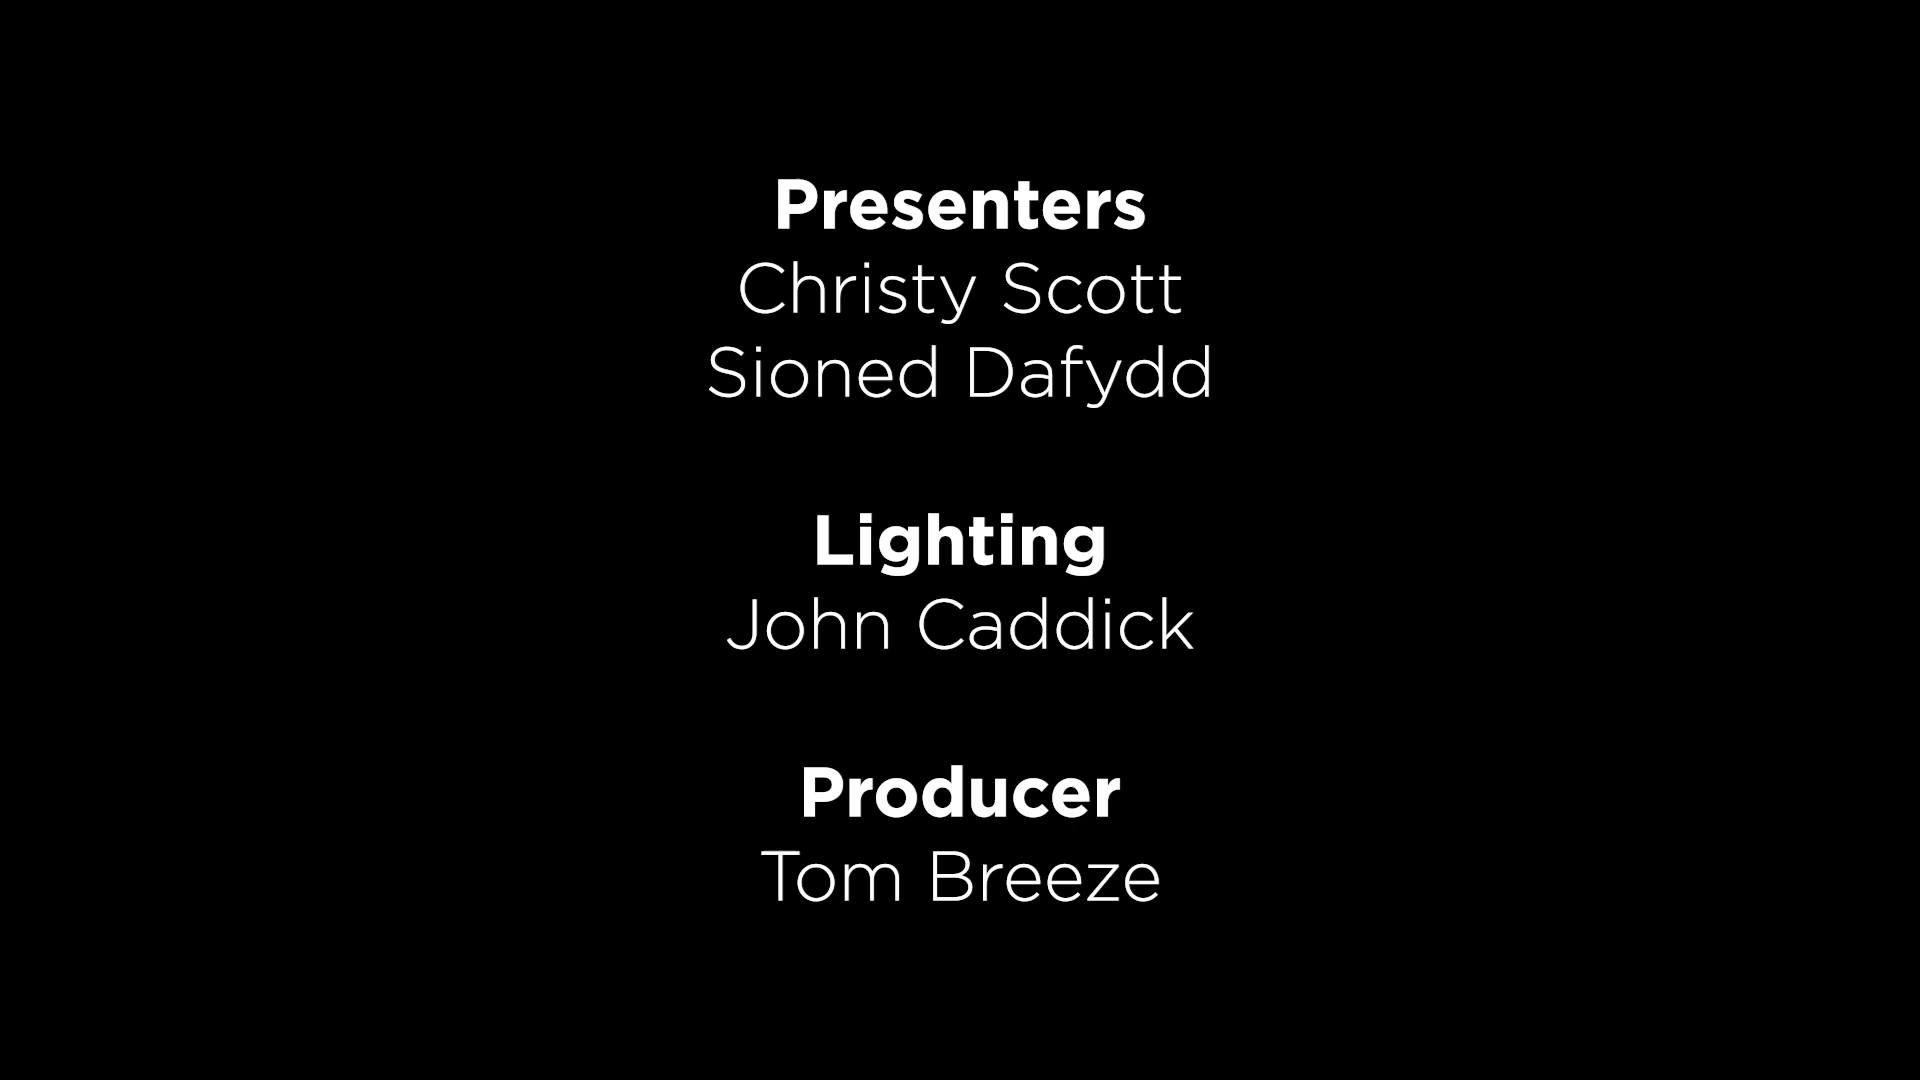 Presenters
Christy Scott
Sioned Dafydd
Lighting
John Caddick
Producer
Tom Breeze